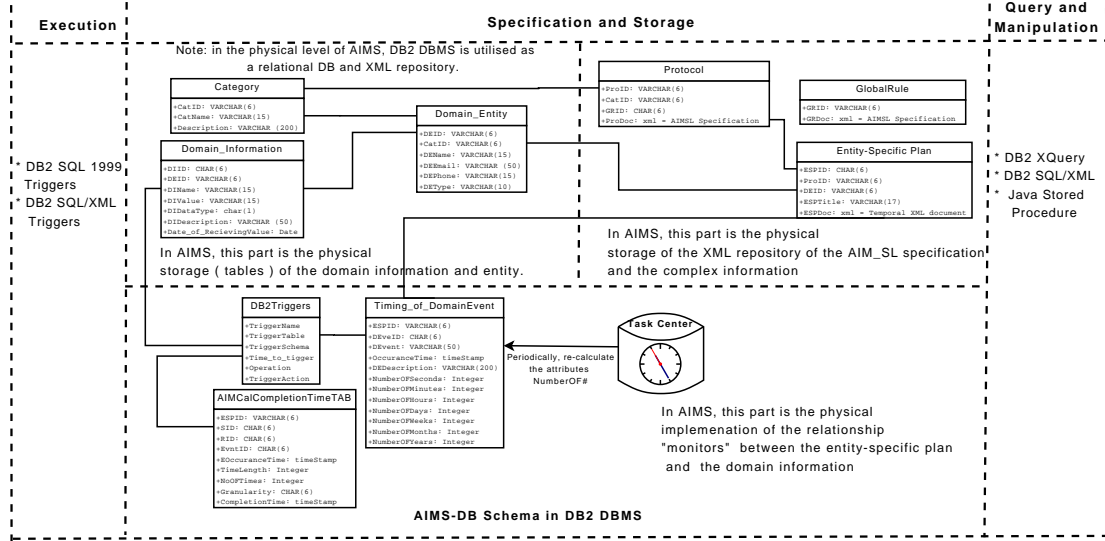 Execution
Specification and Storage
Query and
Manipulation
Note: in the physical level of AIMS, DB2 DBMS is utilised as
a relational DB and XML repository.
Category
+CatID: VARCHAR(6)
+CatName: VARCHAR(15)
+Description: VARCHAR (200)
Domain_Entity
+DEID: VARCHAR(6)
+CatID: VARCHAR(6)
+DEName: VARCHAR(15)
+DEEmail: VARCHAR (50)
+DEPhone: VARCHAR(15)
+DEType: VARCHAR(10)
Domain_Information
+DIID: CHAR(6)
+DEID: VARCHAR(6)
+DIName: VARCHAR(15)
+DIValue: VARCHAR(15)
+DIDataType: char(1)
+DIDescription: VARCHAR (50)
+Date_of_RecievingValue: Date
In AIMS, this part is the physical
storage ( tables ) of the domain information and entity.
Protocol
+ProID: VARCHAR(6)
+CatID: VARCHAR(6)
+GRID: CHAR(6)
+ProDoc: xml = AIMSL Specification
GlobalRule
+GRID: VARCHAR(6)
+GRDoc: xml = AIMSL Specification
Entity-Specific Plan
+ESPID: CHAR(6)
+ProID: VARCHAR(6)
+DEID: VARCHAR(6)
+ESPTitle: VARCHAR(17)
+ESPDoc: xml = Temporal XML document
In AIMS, this part is the physical
storage of the XML repository of the AIM_SL specification
and the complex information
* DB2 SQL 1999
Triggers
* DB2 SQL/XML
Triggers
* DB2 XQuery
* DB2 SQL/XML
* Java Stored
Procedure
DB2Triggers
+TriggerName
+TriggerTable
+TriggerSchema
+Time_to_tigger
+Operation
+TriggerAction
Timing_of_DomainEvent
+ESPID: VARCHAR(6)
+DEveID: CHAR(6)
+DEvent: VARCHAR(50)
+OccuranceTime: timeStamp
+DEDescription: VARCHAR(200)
+NumberOFSeconds: Integer
+NumberOFMinutes: Integer
+NumberOFHours: Integer
+NumberOFDays: Integer
+NumberOFWeeks: Integer
+NumberOFMonths: Integer
+NumberOFYears: Integer
Periodically, re-calculate
the attributes
NumberOF#
Task Center
AIMCalCompletionTimeTAB
+ESPID: VARCHAR(6)
+SID: CHAR(6)
+RID: CHAR(6)
+EvntID: CHAR(6)
+EOccuranceTime: timeStamp
+TimeLength: Integer
+NoOFTimes: Integer
+Granularity: CHAR(6)
+CompletionTime: timeStamp
In AIMS, this part is the physical
implemenation of the relationship
"monitors" between the entity-specific plan
and the domain information
AIMS-DB Schema in DB2 DBMS